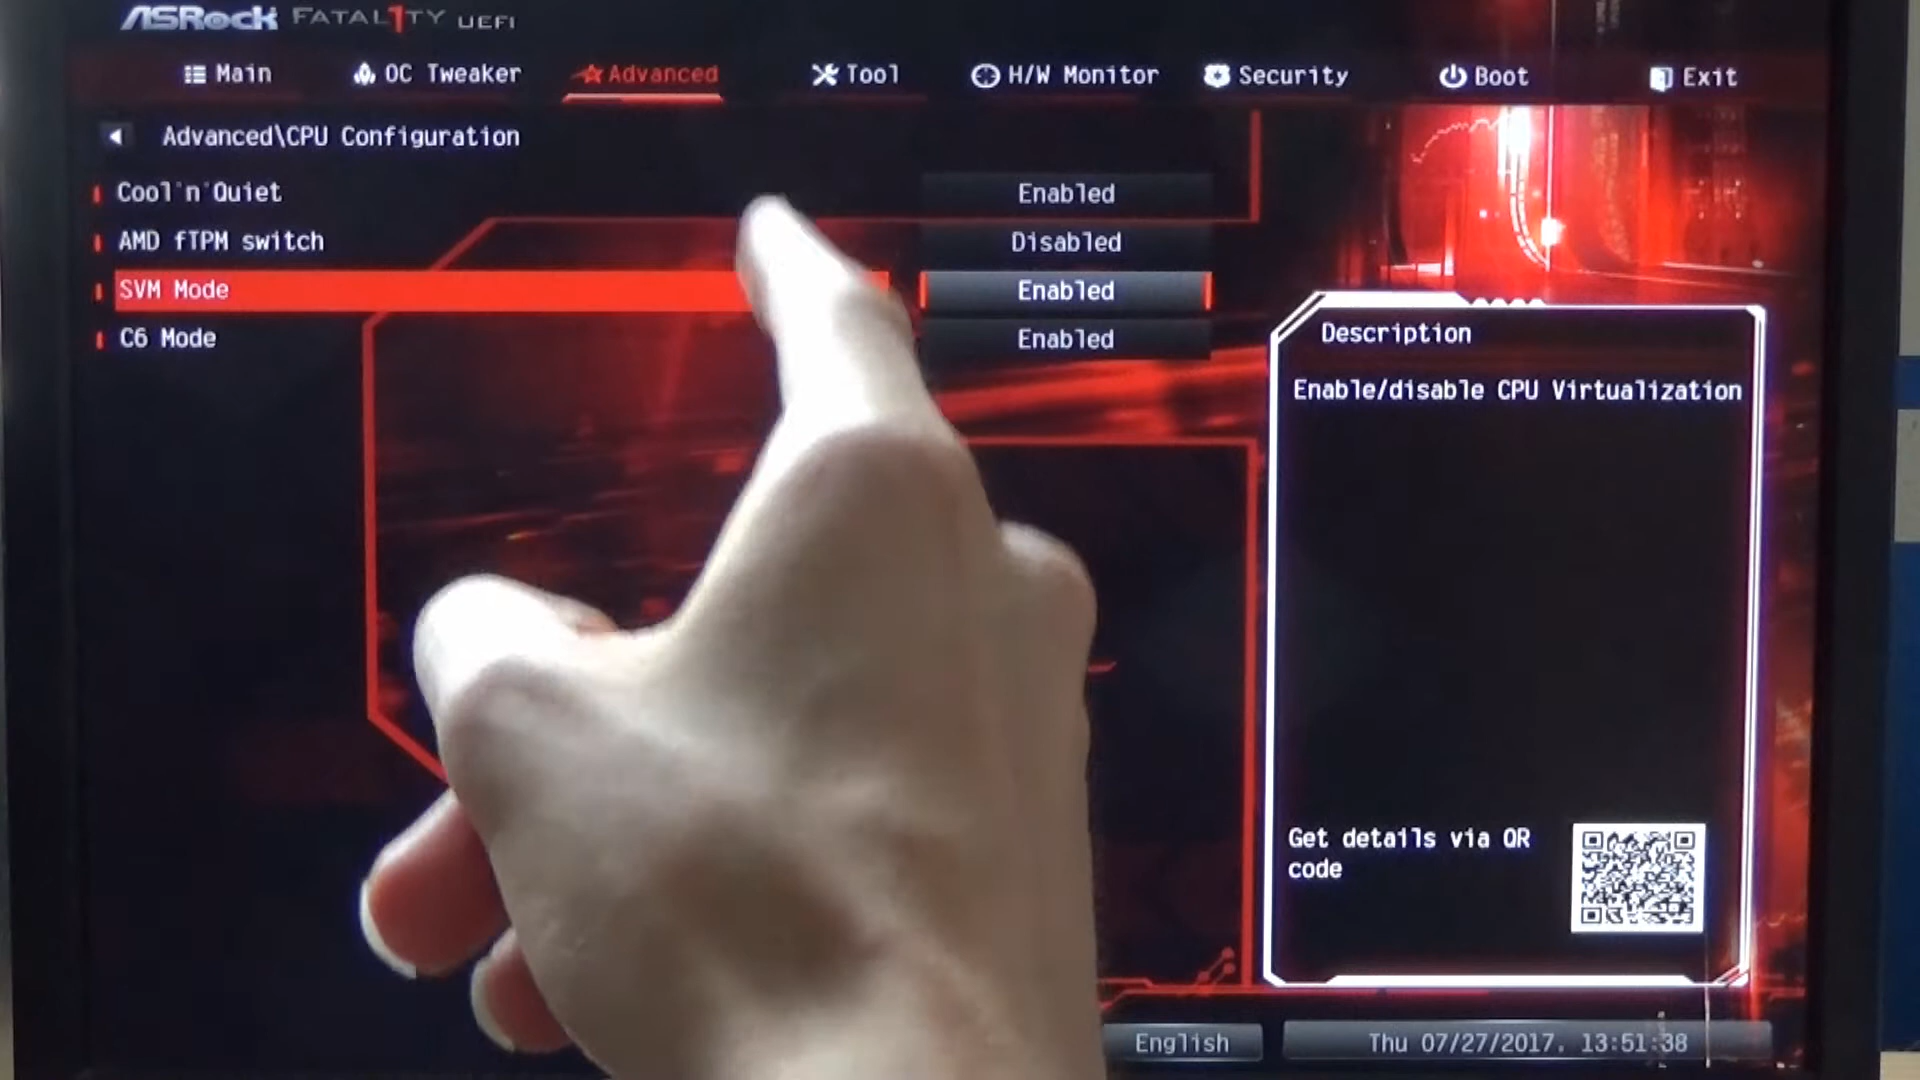 ASRock FATAL1TY UEFI
Main OC Tweaker Advanced Tool H/W Monitor Security Boot Exit
Advanced\CPU Configuration
Cool'n'Quiet Enabled
AMD fTPM switch Disabled
SVM Mode Enabled
C6 Mode Enabled
Description
Enable/disable CPU Virtualization
Get details via QR
code
English Thu 07/27/2017. 13:51:38